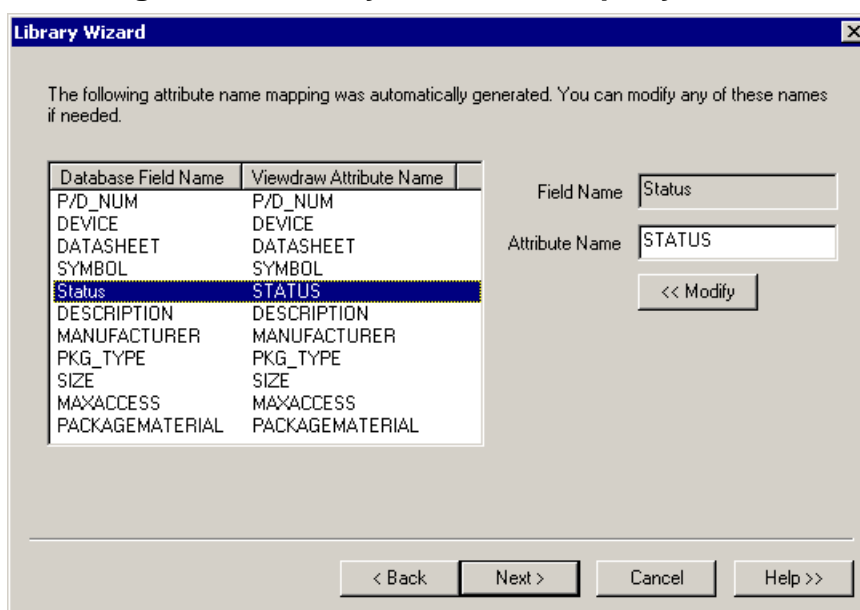 Library Wizard
The following attribute name mapping was automatically generated. You can modify any of these names
if needed.
Database Field Name Viewdraw Attribute Name
P/D_NUM P/D_NUM
DEVICE DEVICE
DATASHEET DATASHEET
SYMBOL SYMBOL
Status STATUS
DESCRIPTION DESCRIPTION
MANUFACTURER MANUFACTURER
PKG_TYPE PKG_TYPE
SIZE SIZE
MAXACCESS MAXACCESS
PACKAGEMATERIAL PACKAGEMATERIAL
Field Name Status
Attribute Name STATUS
<< Modify
< Back Next > Cancel Help >>